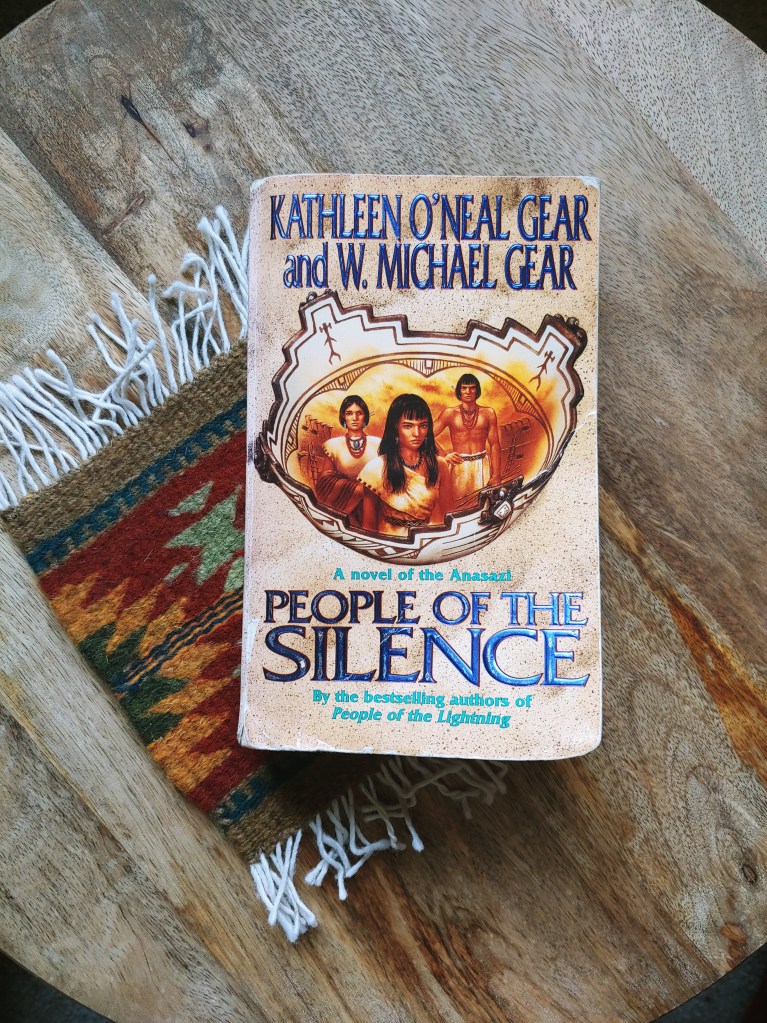 KATHLEEN O'NEAL GEAR
and W. MICHAEL GEAR
A novel of the Anasazi
PEOPLE OF THE
SILENCE
By the bestselling authors of
People of the Lightning